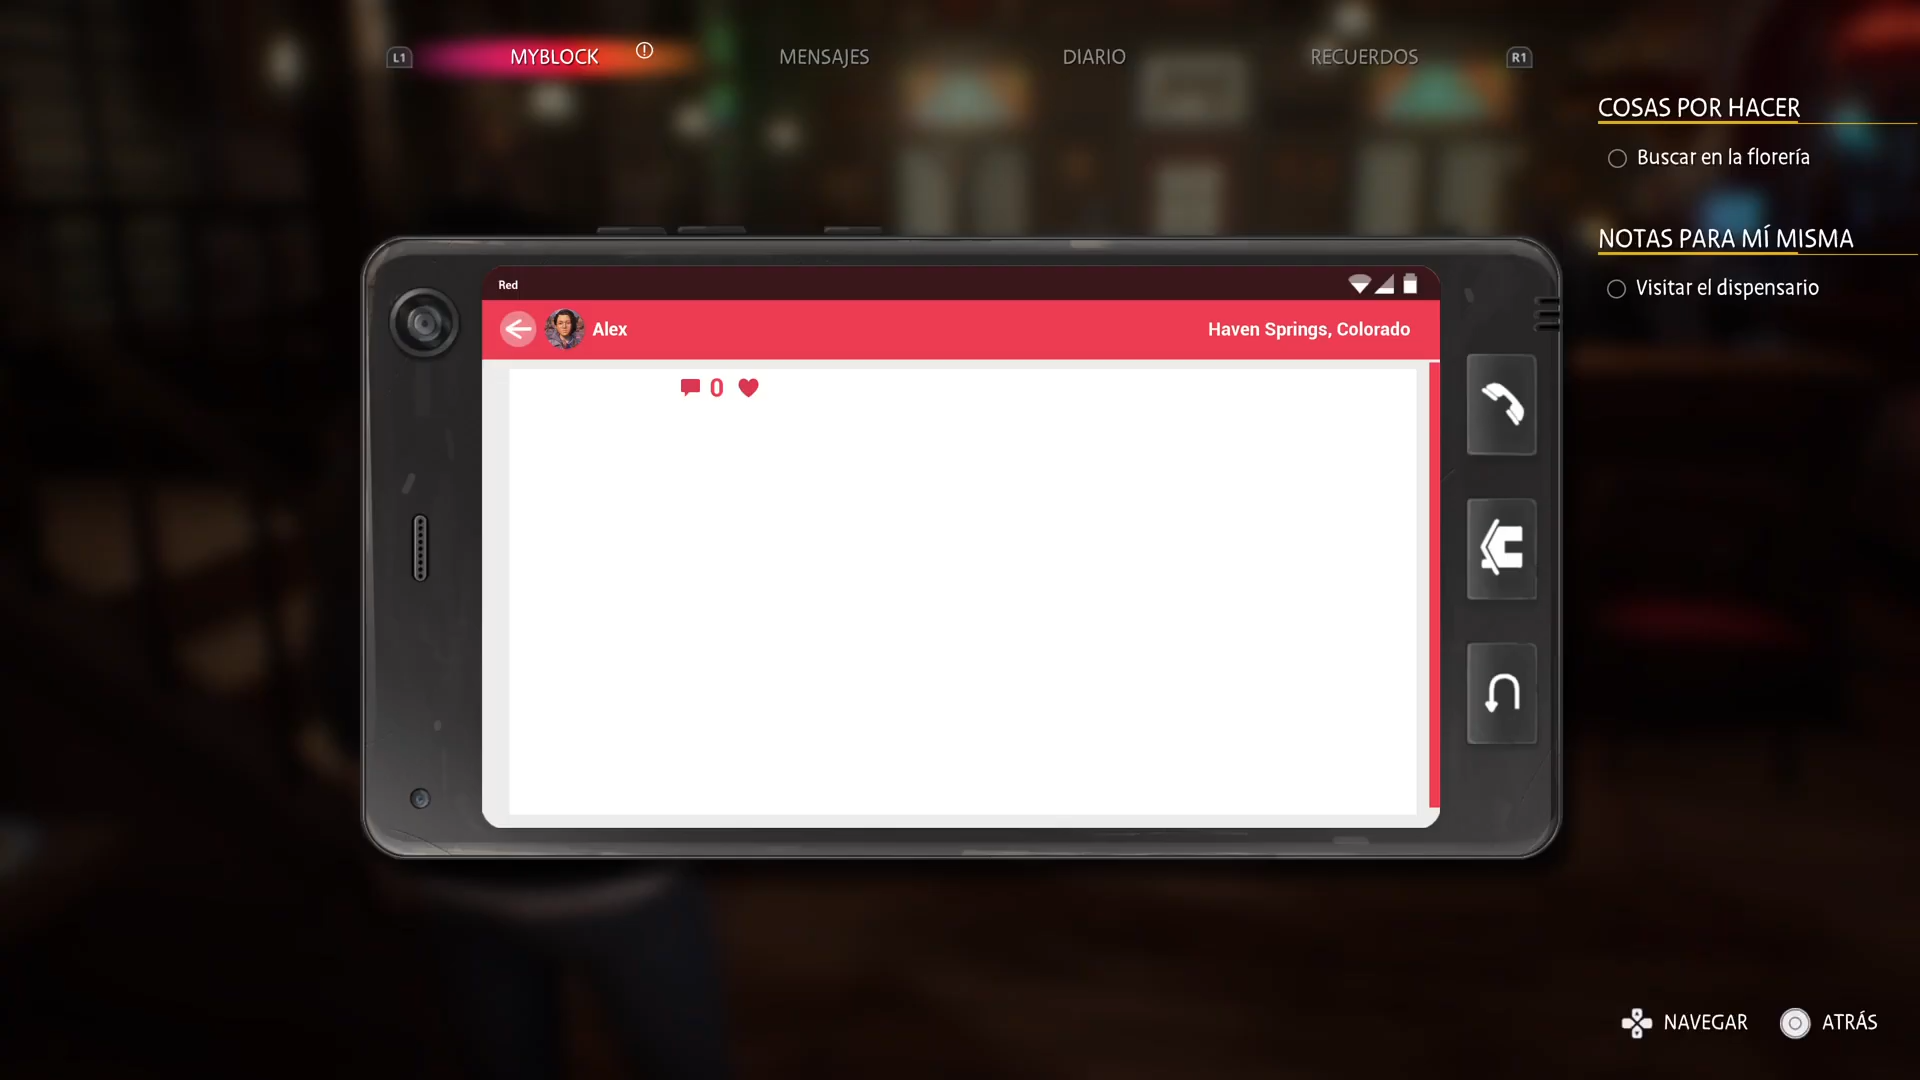 L1
MYBLOCK
MENSAJES
DIARIO
RECUERDOS
R1
COSAS POR HACER
Buscar en la florería
NOTAS PARA MÍ MISMA
Visitar el dispensario
Red
Alex
Haven Springs, Colorado
0
NAVEGAR
ATRÁS